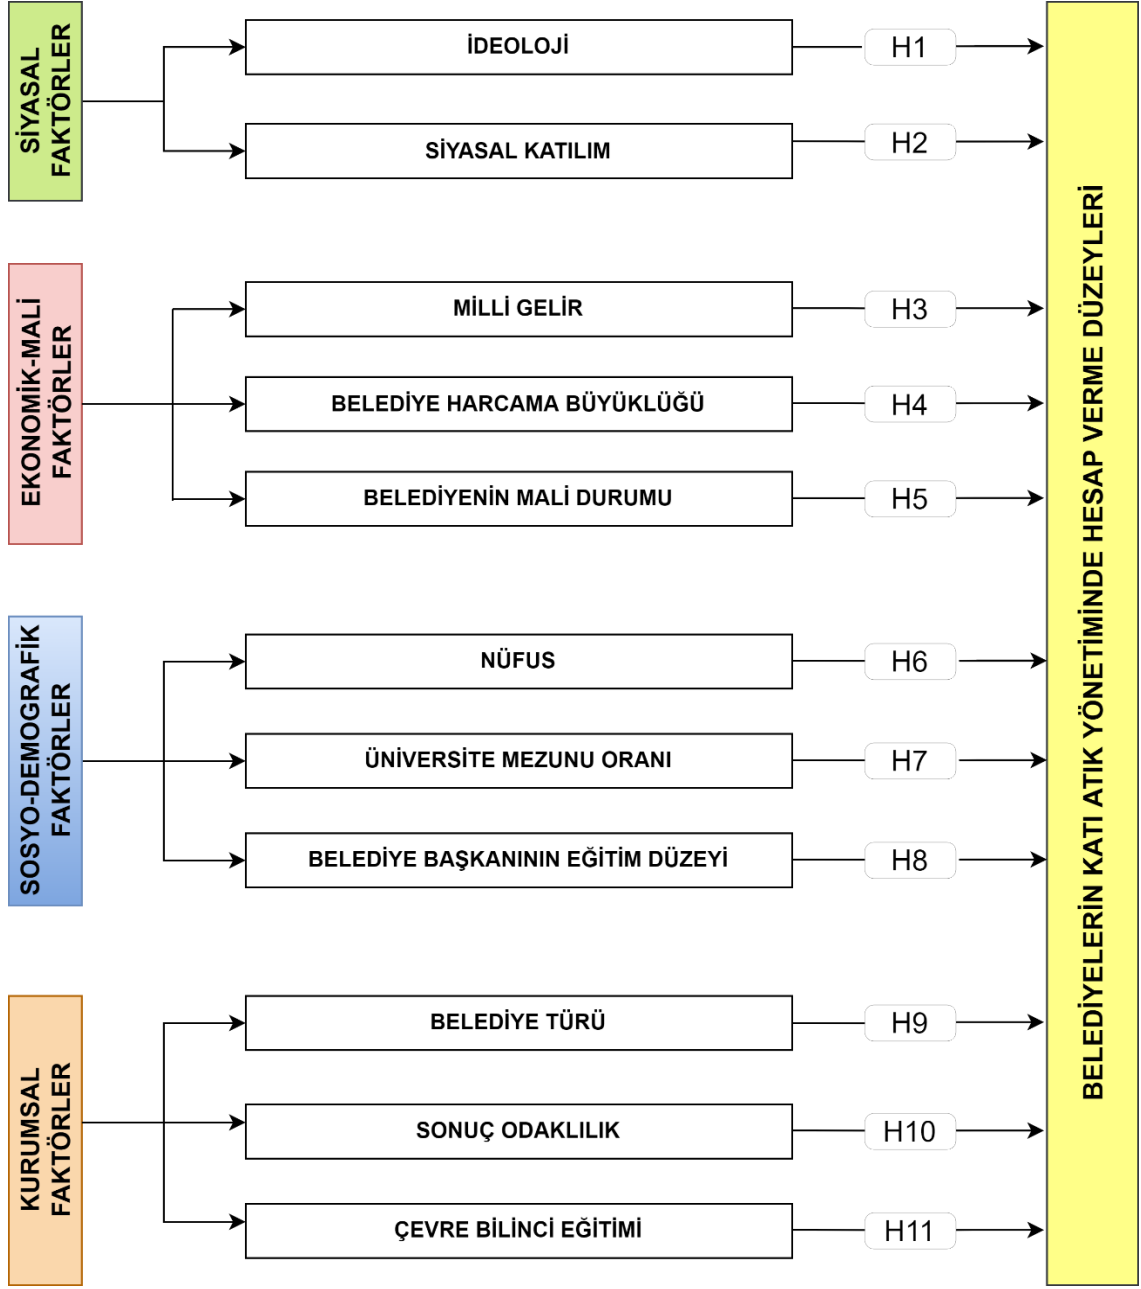 SİYASAL
FAKTÖRLER
İDEOLOJİ
H1
SİYASAL KATILIM
H2
EKONOMİK-MALİ
FAKTÖRLER
MİLLİ GELİR
H3
BELEDİYE HARCAMA BÜYÜKLÜĞÜ
H4
BELEDİYENİN MALİ DURUMU
H5
SOSYO-DEMOGRAFİK
FAKTÖRLER
NÜFUS
H6
ÜNİVERSİTE MEZUNU ORANI
H7
BELEDİYE BAŞKANININ EĞİTİM DÜZEYİ
H8
KURUMSAL
FAKTÖRLER
BELEDİYE TÜRÜ
H9
SONUÇ ODAKLILIK
H10
ÇEVRE BİLİNCİ EĞİTİMİ
H11
BELEDİYELERİN KATI ATIK YÖNETİMİNDE HESAP VERME DÜZEYLERİ